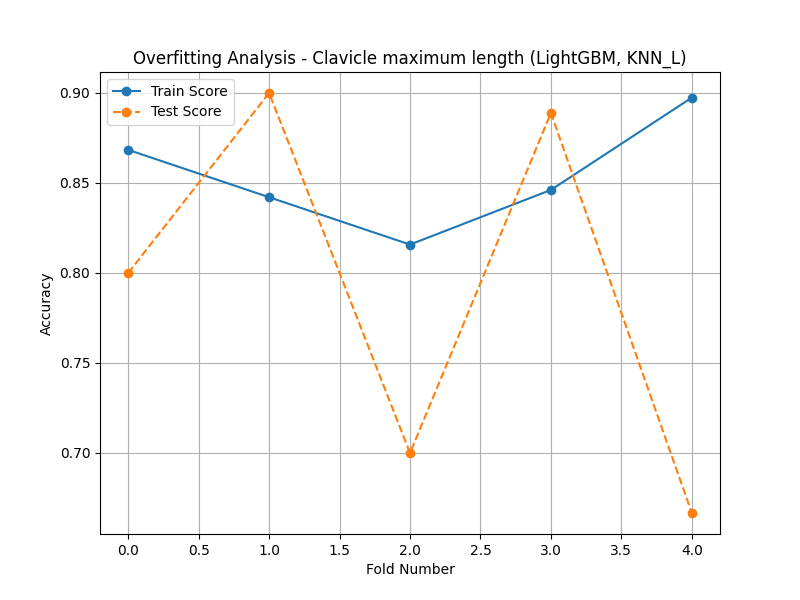 Overfitting Analysis - Clavicle maximum length (LightGBM, KNN_L)
Train Score
Test Score
0.90
0.85
0.80
0.75
0.70
Accuracy
0.0 0.5 1.0 1.5 2.0 2.5 3.0 3.5 4.0
Fold Number